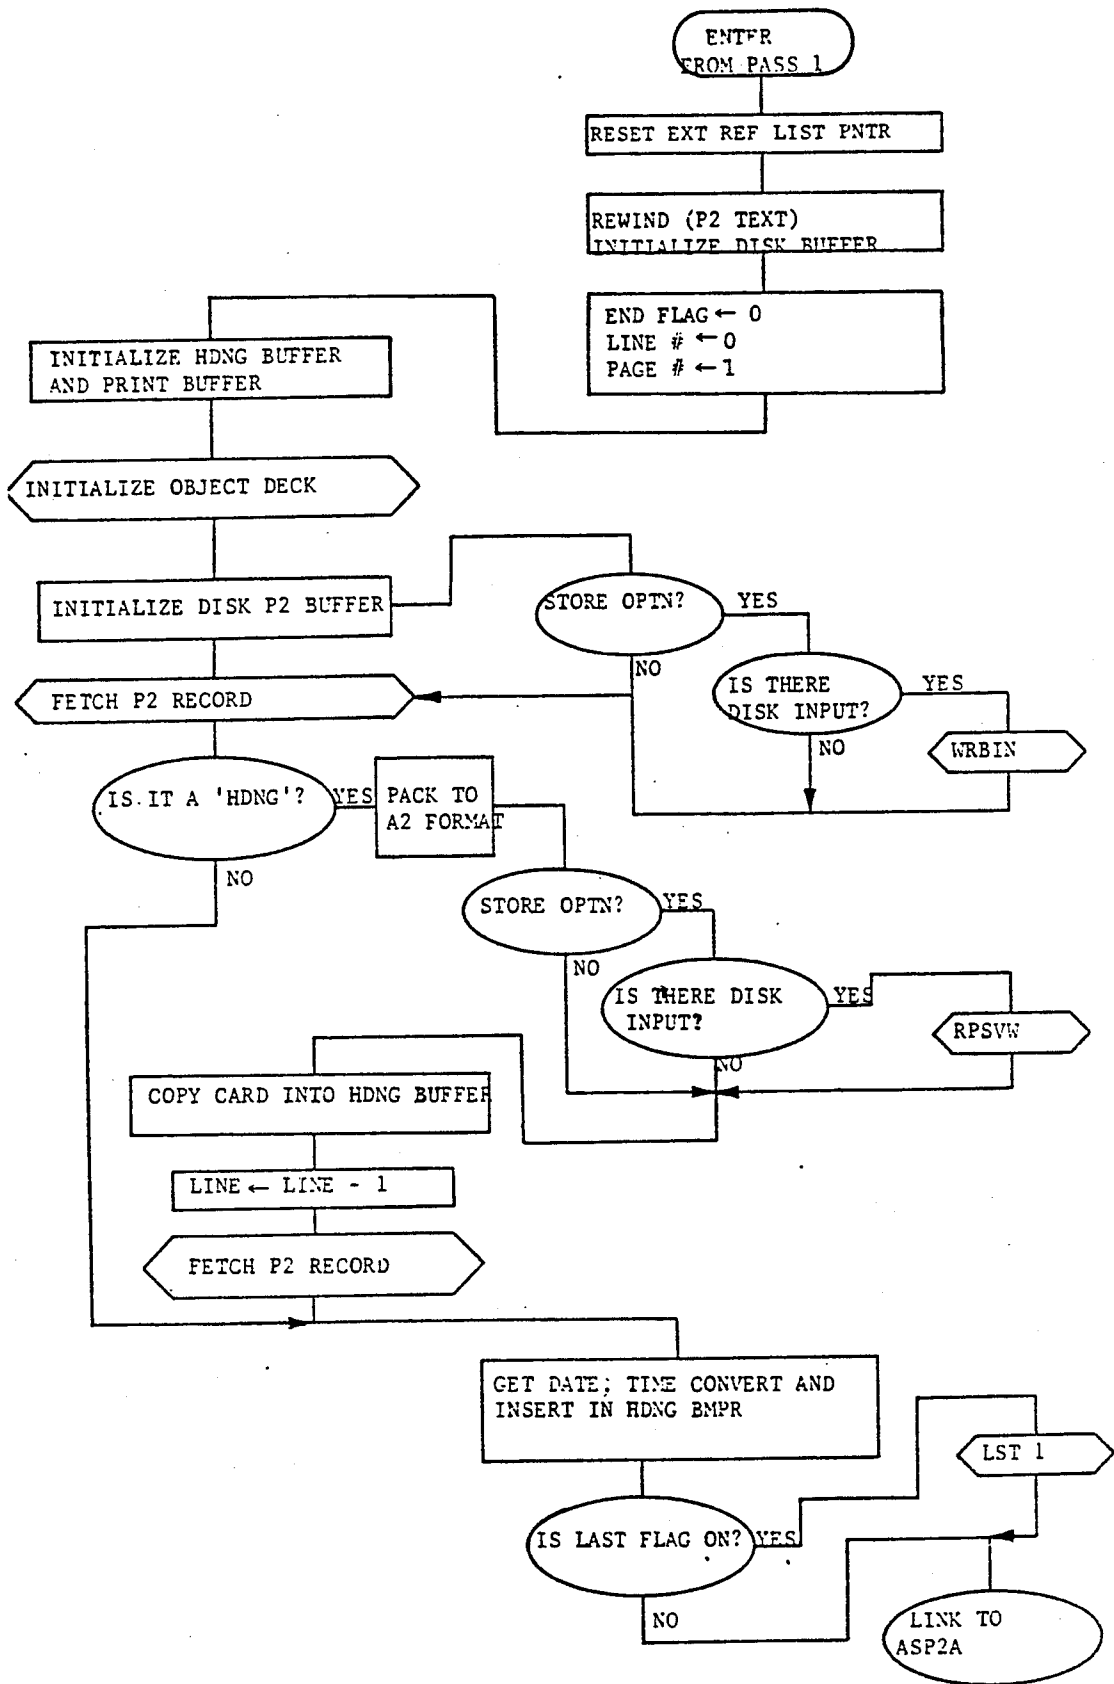 ENTER
FROM PASS 1
RESET EXT REF LIST PNTR
REWIND (P2 TEXT)
INITIALIZE DISK BUFFER
END FLAG ← 0
LINE # ← 0
PAGE # ← 1
INITIALIZE HDNG BUFFER
AND PRINT BUFFER
INITIALIZE OBJECT DECK
INITIALIZE DISK P2 BUFFER
STORE OPTN?
YES
NO
IS THERE
DISK INPUT?
YES
NO
WRBIN
FETCH P2 RECORD
IS IT A 'HDNG'?
YES
NO
PACK TO
A2 FORMAT
STORE OPTN?
YES
NO
IS THERE DISK
INPUT?
YES
NO
RPSVW
COPY CARD INTO HDNG BUFFER
LINE ← LINE - 1
FETCH P2 RECORD
GET DATE; TIME CONVERT AND
INSERT IN HDNG BMPR
IS LAST FLAG ON?
YES
NO
LST 1
LINK TO
ASP2A